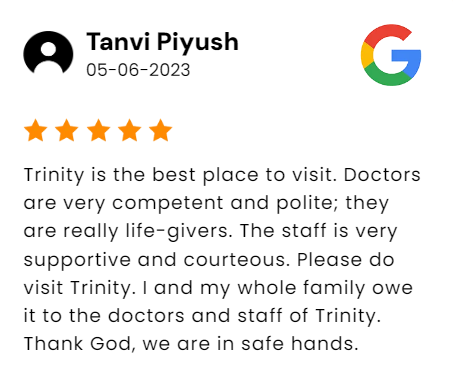 Tanvi Piyush
05-06-2023
Trinity is the best place to visit. Doctors
are very competent and polite; they
are really life-givers. The staff is very
supportive and courteous. Please do
visit Trinity. I and my whole family owe
it to the doctors and staff of Trinity.
Thank God, we are in safe hands.